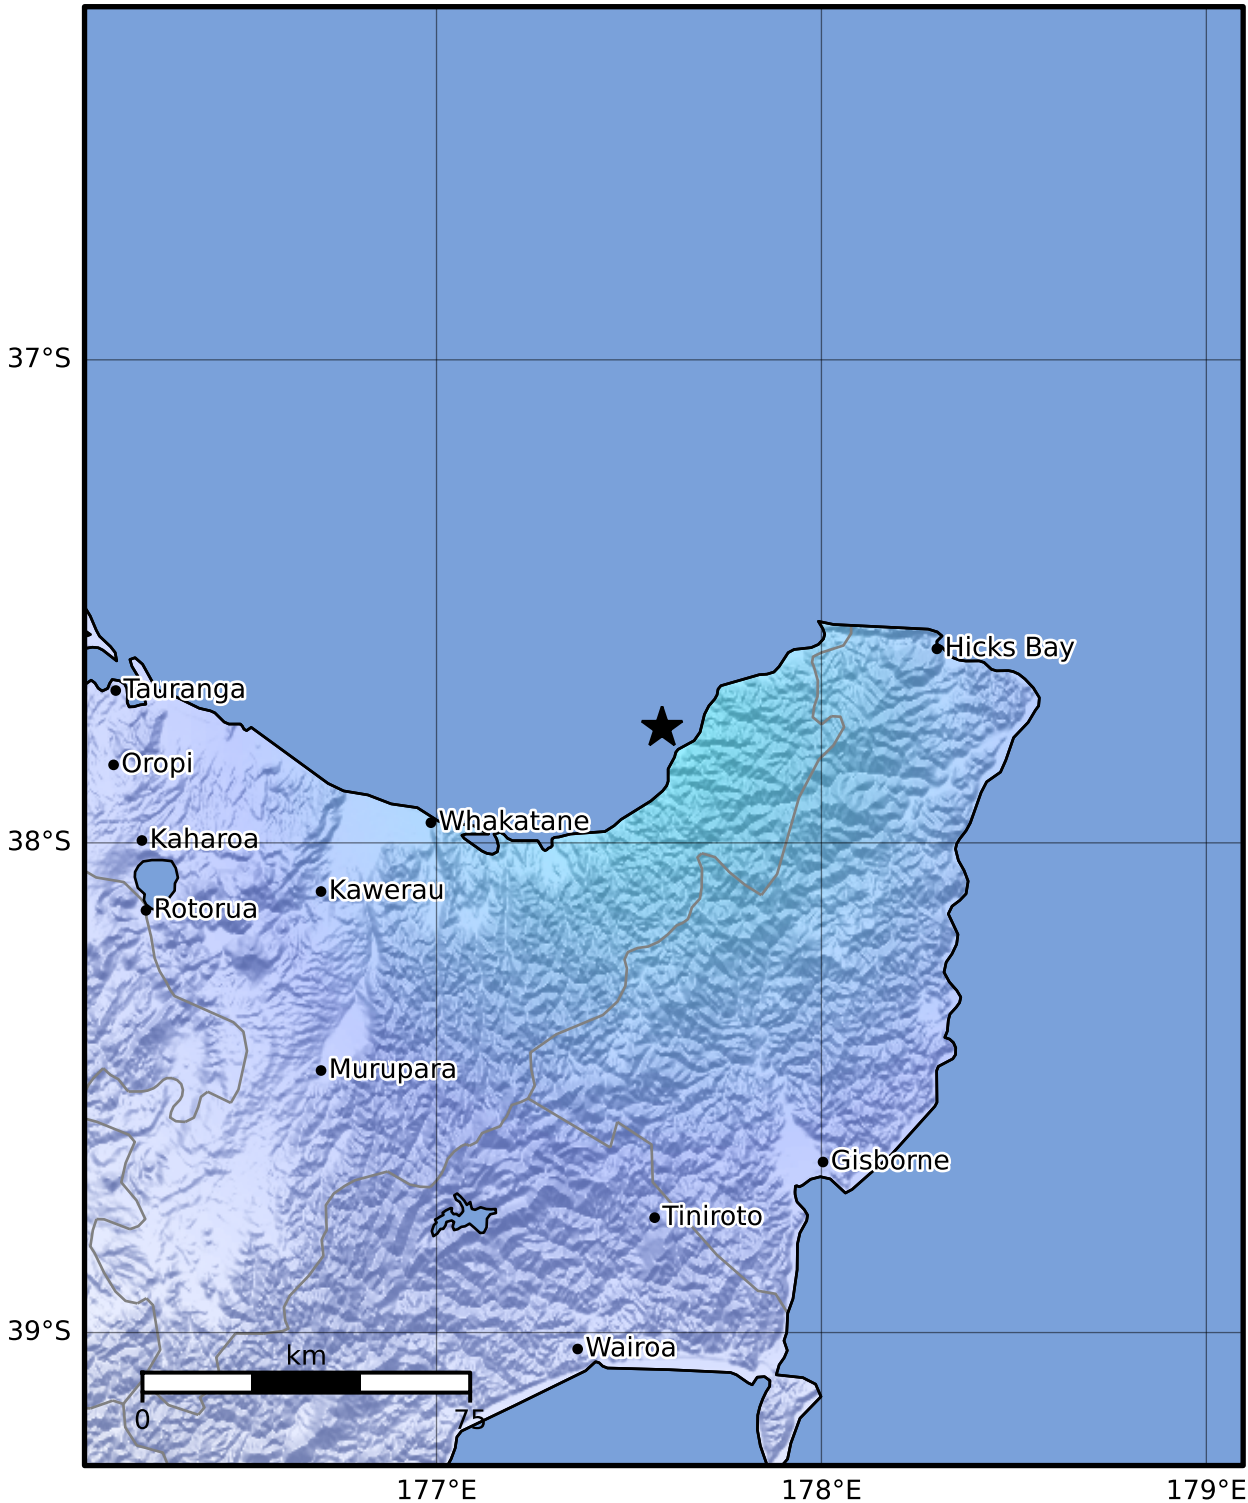 37°S
Hicks Bay
Tauranga
Oropi
Whakatane
38°S
Kaharoa
Kawerau
Rotorua
Murupara
Gisborne
Tiniroto
39°S
Wairoa
km
0
75
177°E
178°E
179°E